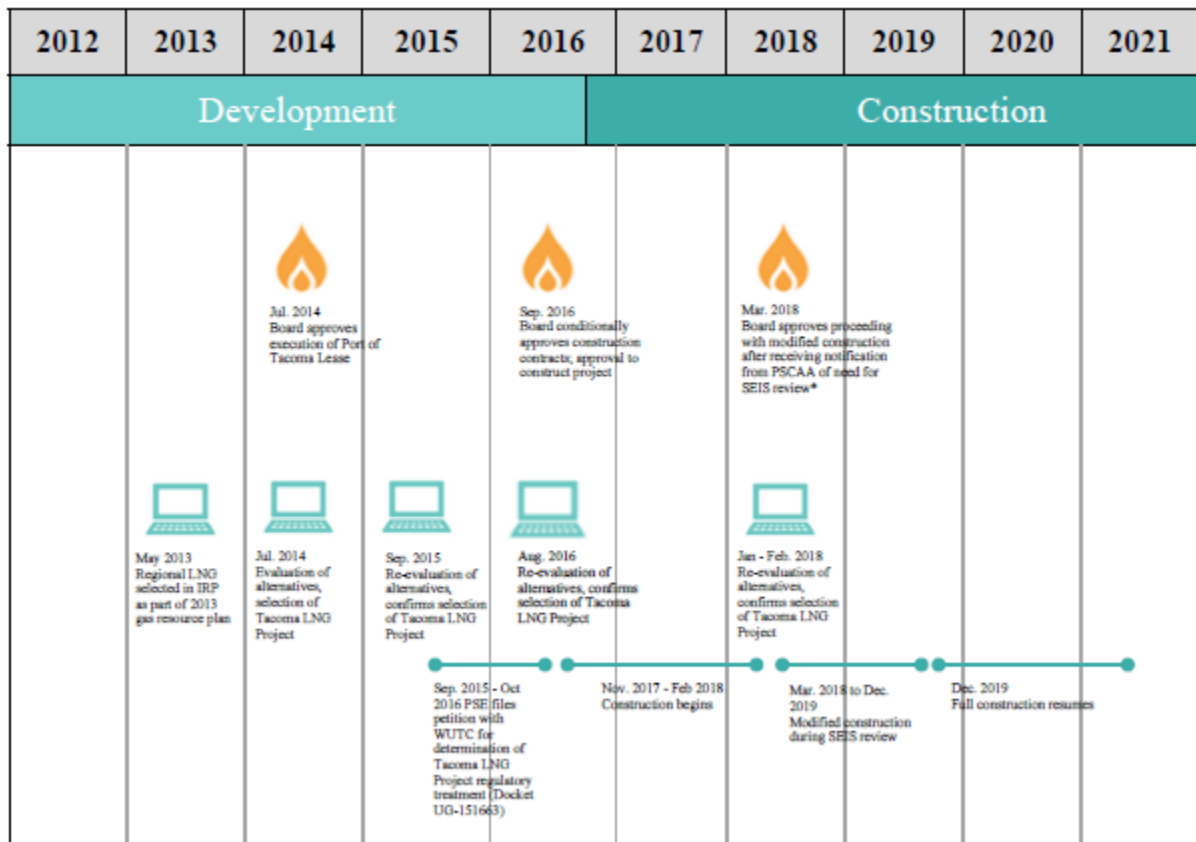 2012 2013 2014 2015 2016 2017 2018 2019 2020 2021
Development Construction
Jul. 2014
Board approves
execution of Port of
Tacoma Lease
Sep. 2016
Board conditionally
approves construction
contracts; approval to
construct project
Mar. 2018
Board approves proceeding
with modified construction
after receiving notification
from PSCAA of need for
SEIS review*
May 2013
Regional LNG
selected in IRP
as part of 2013
gas resource plan
Jul. 2014
Evaluation of
alternatives,
selection of
Tacoma LNG
Project
Sep. 2015
Re-evaluation of
alternatives,
confirms selection
of Tacoma LNG
Project
Aug. 2016
Re-evaluation of
alternatives, confirms
selection of Tacoma
LNG Project
Jan - Feb. 2018
Re-evaluation of
alternatives,
confirms selection
of Tacoma LNG
Project
Sep. 2015 - Oct
2016 PSE files
petition with
WUTC for
determination of
Tacoma LNG
Project regulatory
treatment (Docket
UG-151663)
Nov. 2017 - Feb 2018
Construction begins
Mar. 2018 to Dec.
2019
Modified construction
during SEIS review
Dec. 2019
Full construction resumes